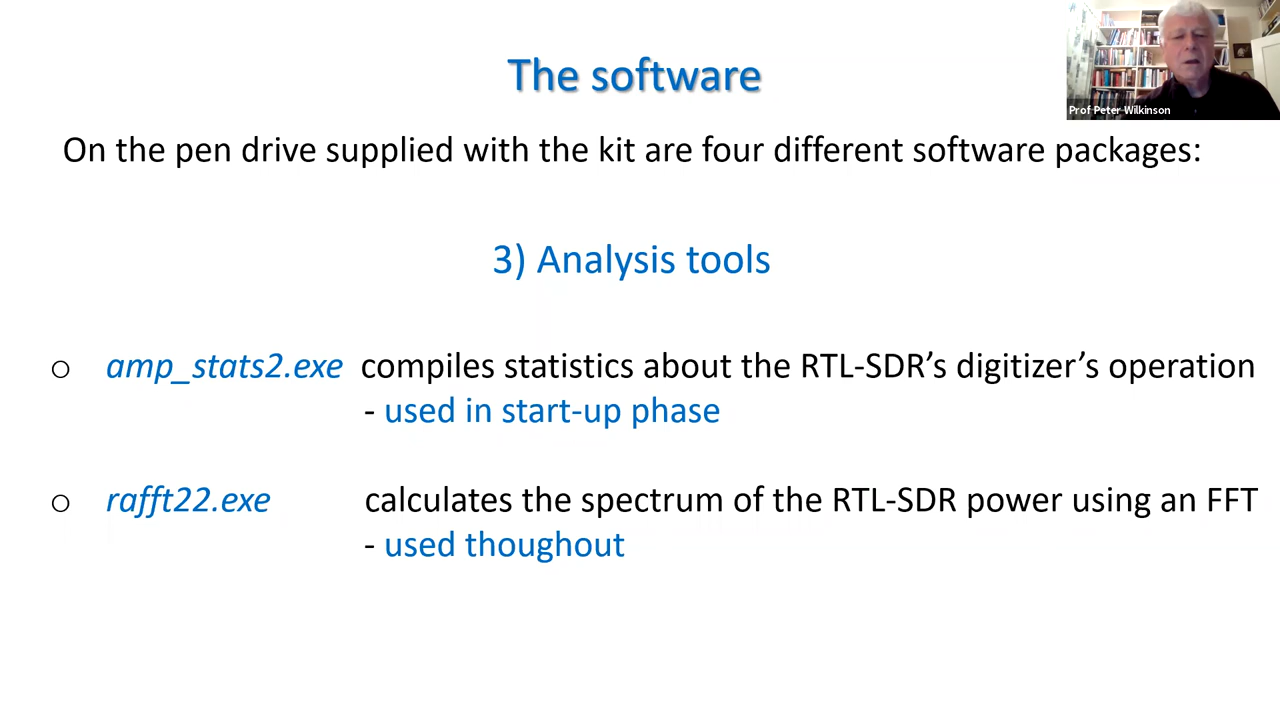 The software
Prof Peter Wilkinson
On the pen drive supplied with the kit are four different software packages:
3) Analysis tools
o amp_stats2.exe compiles statistics about the RTL-SDR’s digitizer’s operation
- used in start-up phase
o rafft22.exe calculates the spectrum of the RTL-SDR power using an FFT
- used thoughout